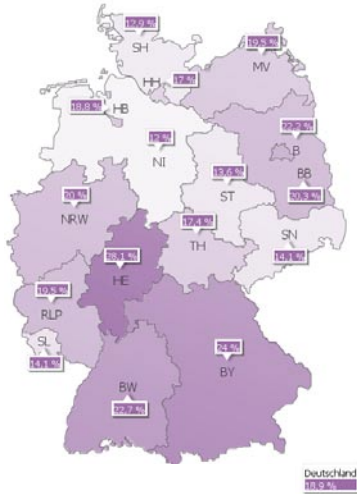 12.9 %
SH
19.5 %
MV
HH
17 %
18.8 %
HB
22.2 %
B
12 %
NI
13.6 %
ST
BB
20.3 %
20 %
NRW
17.4 %
TH
SN
14.1 %
28.1 %
HE
19.5 %
RLP
SL
14.1 %
24 %
BY
BW
22.7 %
Deutschland
18.9 %